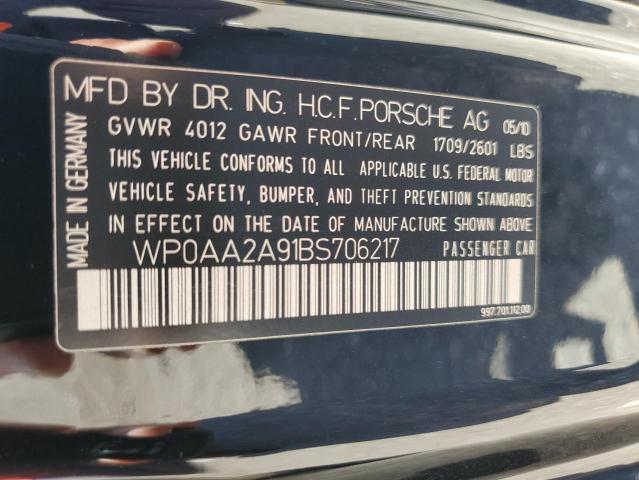 MFD BY DR. ING. H.C.F. PORSCHE AG 05/10
GVWR 4012 GAWR FRONT/REAR 1709/2601 LBS
THIS VEHICLE CONFORMS TO ALL APPLICABLE U.S. FEDERAL MOTOR
VEHICLE SAFETY, BUMPER, AND THEFT PREVENTION STANDARDS
IN EFFECT ON THE DATE OF MANUFACTURE SHOWN ABOVE
WP0AA2A91BS706217 PASSENGER CAR
997.701.112.00
MADE IN GERMANY